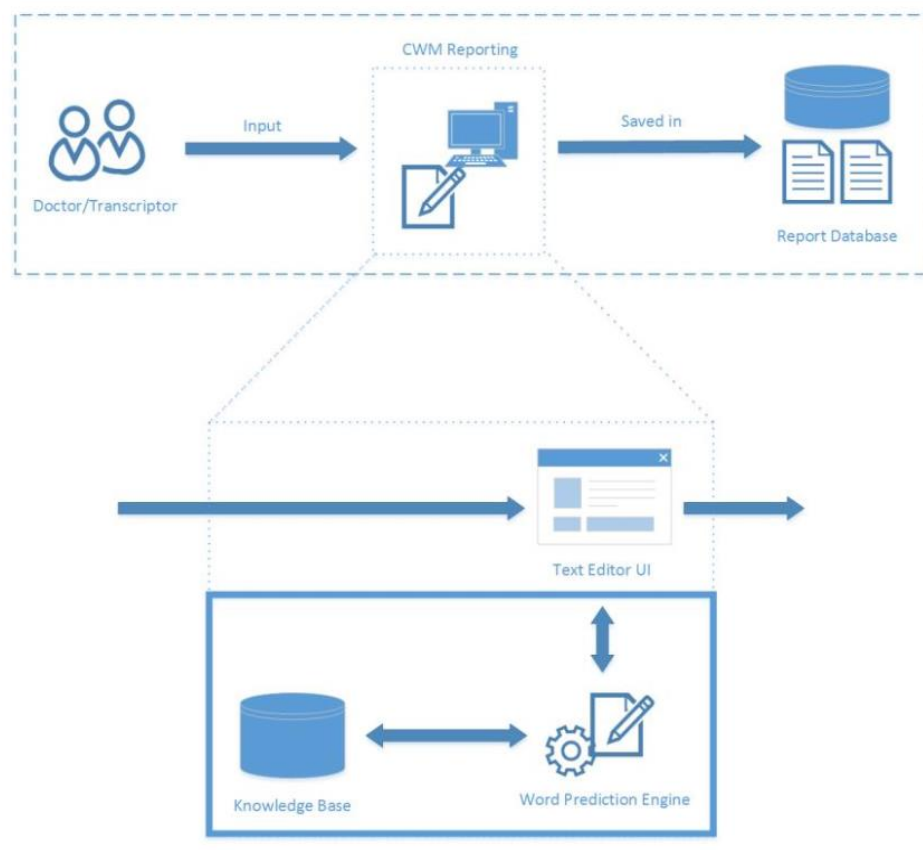 CWM Reporting
Input
Saved in
Doctor/Transcriptor
Report Database
Text Editor UI
Knowledge Base
Word Prediction Engine